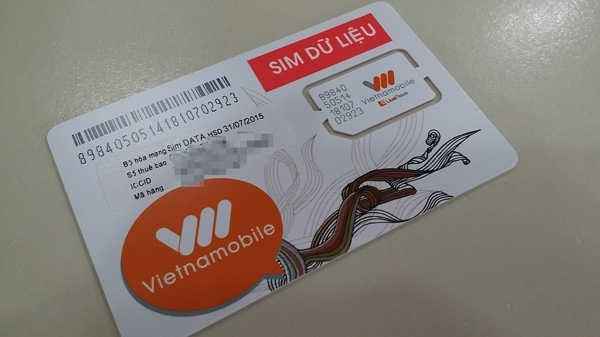 SIM DỮ LIỆU
89840
50514
18107
02923
Vietnamobile
89840505141810702923
Bộ hòa mạng Sim DATA HSD 31/07/2015
Số thuê bao
ICCID
Mã hàng
Vietnamobile